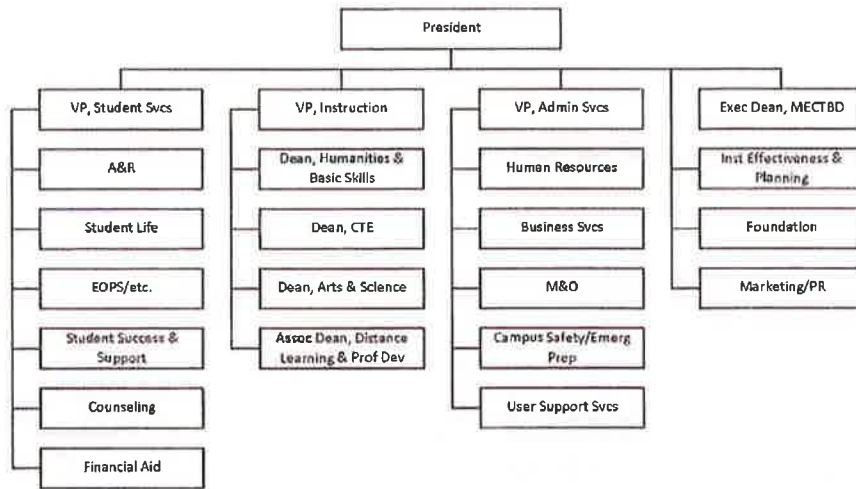 President
VP, Student Svcs
A&R
Student Life
EOPS/etc.
Student Success &
Support
Counseling
Financial Aid
VP, Instruction
Dean, Humanities &
Basic Skills
Dean, CTE
Dean, Arts & Science
Assoc Dean, Distance
Learning & Prof Dev
VP, Admin Svcs
Human Resources
Business Svcs
M&O
Campus Safety/Emerg
Prep
User Support Svcs
Exec Dean, MECTBD
Inst Effectiveness &
Planning
Foundation
Marketing/PR